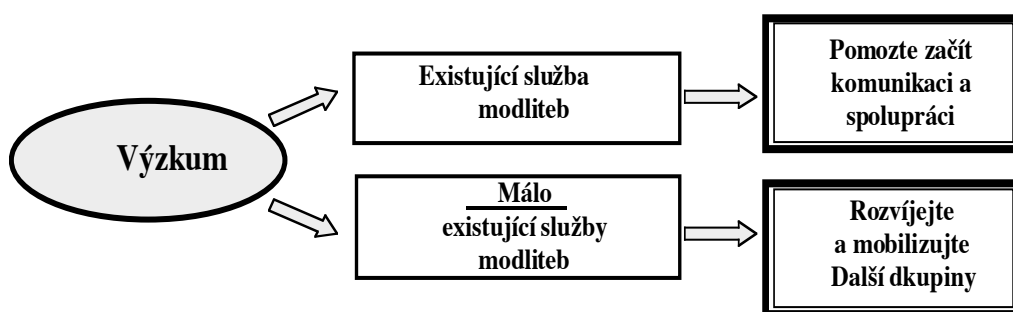 Výzkum
Existující služba
modliteb
Pomozte začít
komunikaci a
spolupráci
Málo
existující služby
modliteb
Rozvíjejte
a mobilizujte
Další dkupiny